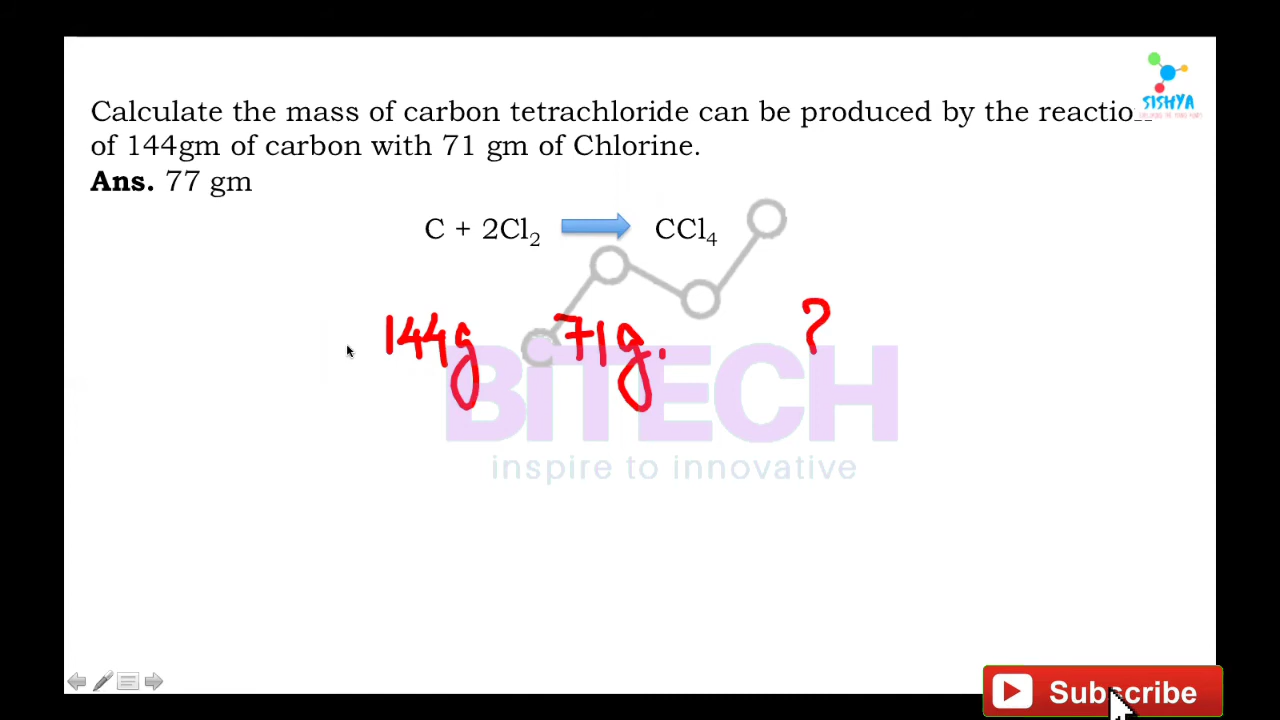 SISHYA
Calculate the mass of carbon tetrachloride can be produced by the reaction
of 144gm of carbon with 71 gm of Chlorine.
Ans. 77 gm
C + 2Cl₂ CCl₄
144g 71g. ?
BiTECH
inspire to innovative
Subscribe